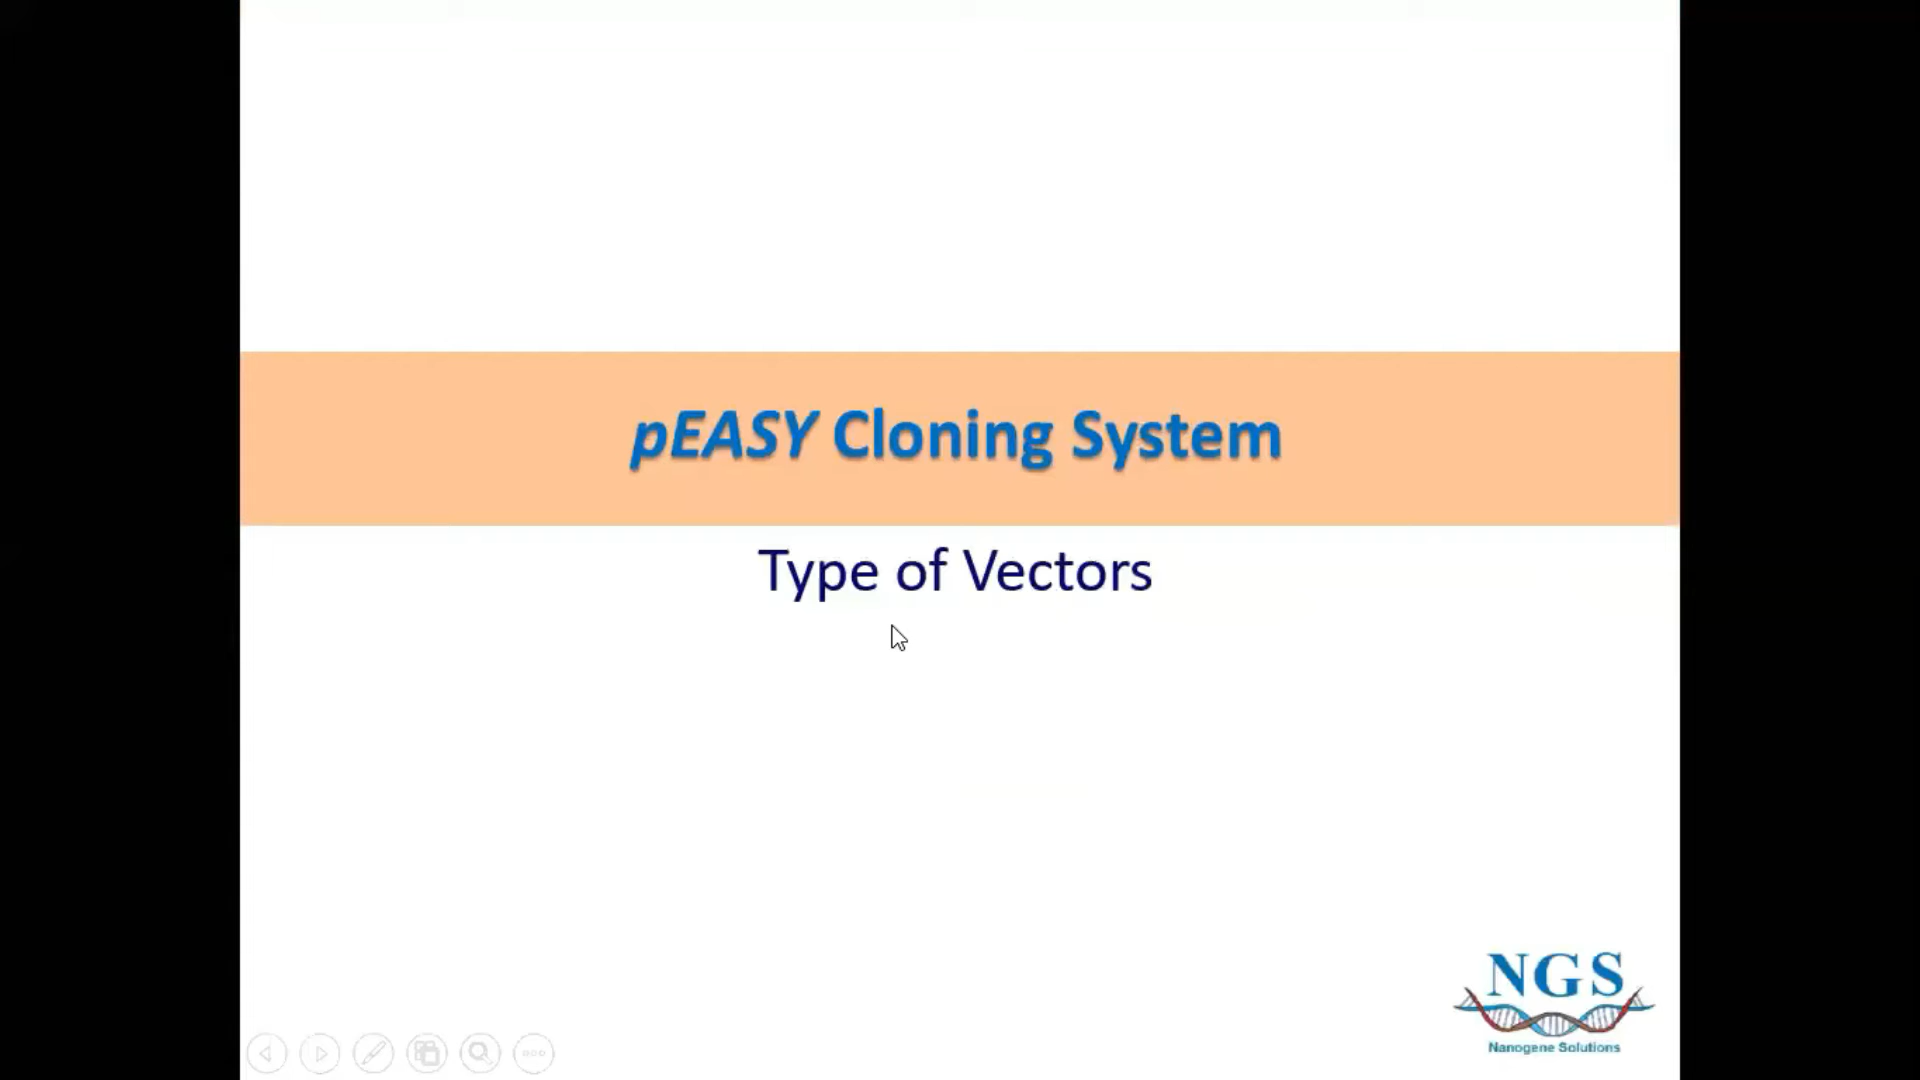 pEASY Cloning System
Type of Vectors
NGS
Nanogene Solutions